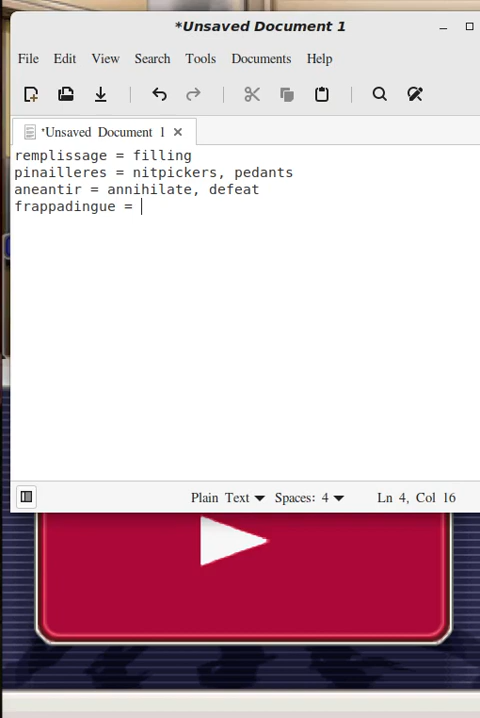 *Unsaved Document 1
File Edit View Search Tools Documents Help
*Unsaved Document 1
remplissage = filling
pinailleres = nitpickers, pedants
aneantir = annihilate, defeat
frappadingue =
Plain Text Spaces: 4 Ln 4, Col 16